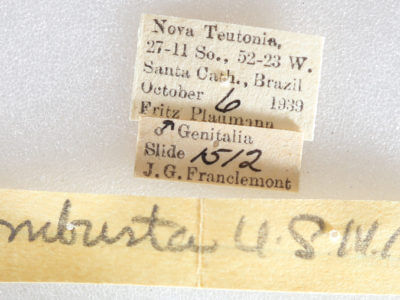 Nova Teutonia,
27-11 So., 52-23 W.
Santa Cath., Brazil
October 6 1939
Fritz Plaumann
♂ Genitalia
Slide 1512
J. G. Franclemont
mbusta U.S.N.